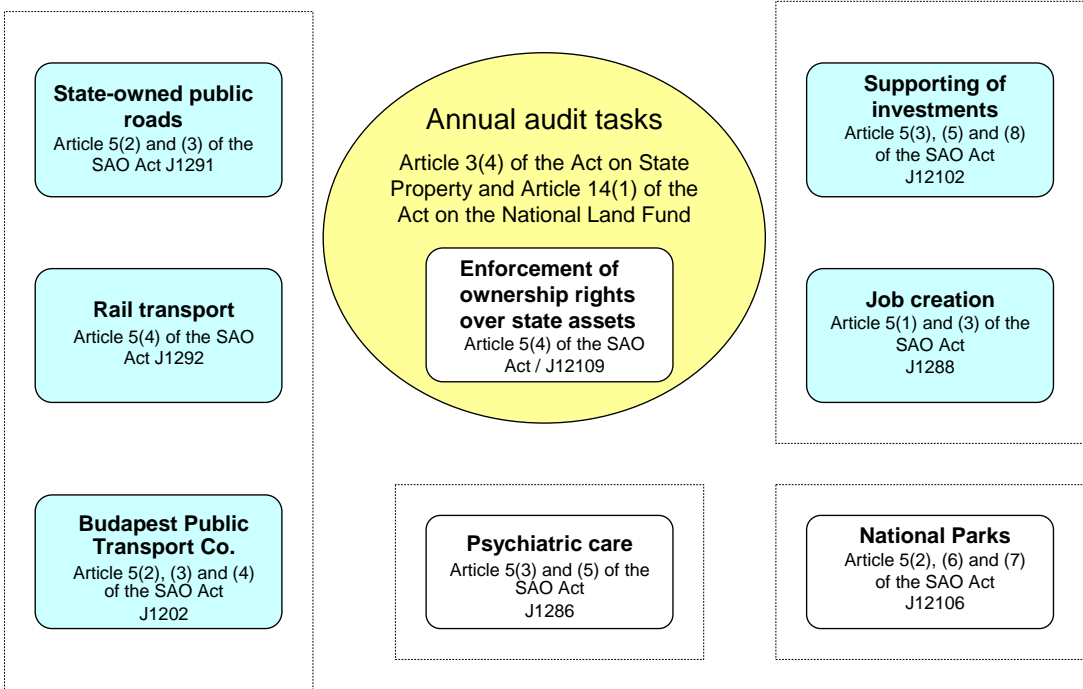 State-owned public
roads
Article 5(2) and (3) of the
SAO Act J1291
Rail transport
Article 5(4) of the SAO
Act J1292
Budapest Public
Transport Co.
Article 5(2), (3) and (4)
of the SAO Act
J1202
Annual audit tasks
Article 3(4) of the Act on State
Property and Article 14(1) of the
Act on the National Land Fund
Enforcement of
ownership rights
over state assets
Article 5(4) of the SAO
Act / J12109
Psychiatric care
Article 5(3) and (5) of the
SAO Act
J1286
Supporting of
investments
Article 5(3), (5) and (8)
of the SAO Act
J12102
Job creation
Article 5(1) and (3) of the
SAO Act
J1288
National Parks
Article 5(2), (6) and (7)
of the SAO Act
J12106